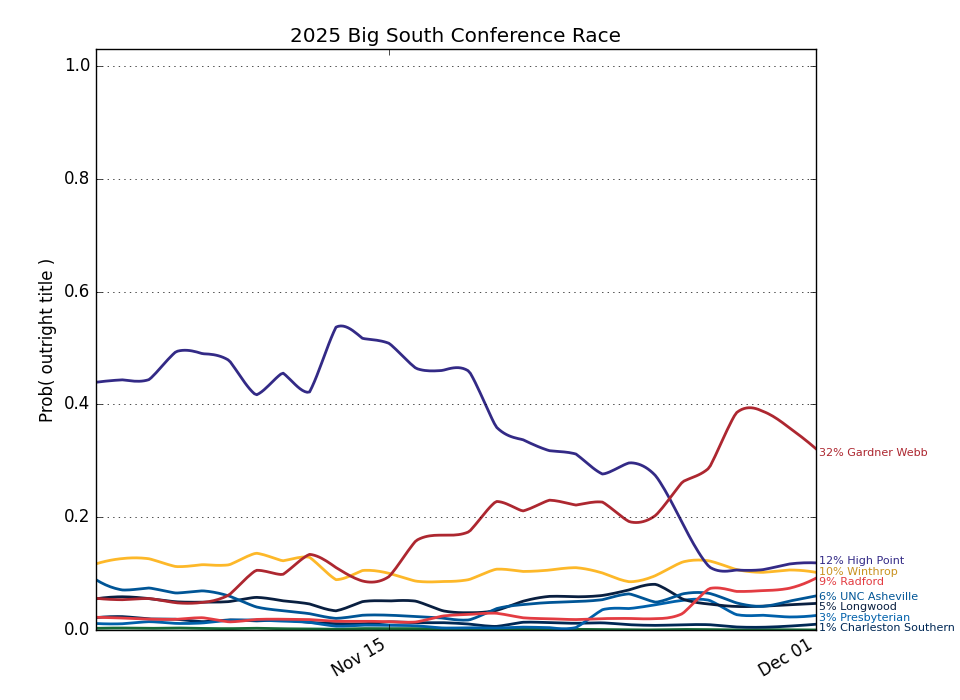 2025 Big South Conference Race
Prob( outright title )
1.0
0.8
0.6
0.4
0.2
0.0
Nov 15
Dec 01
32% Gardner Webb
12% High Point
10% Winthrop
9% Radford
6% UNC Asheville
5% Longwood
3% Presbyterian
1% Charleston Southern